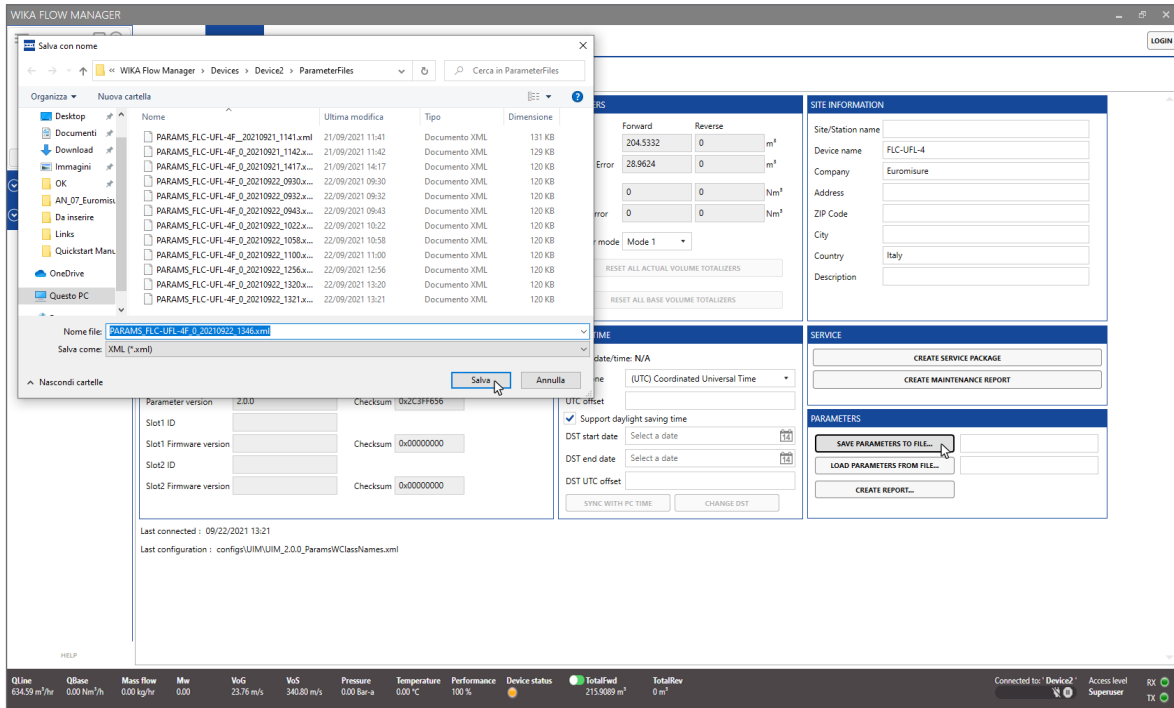 WIKA FLOW MANAGER
LOGIN
Salva con nome
« WIKA Flow Manager › Devices › Device2 › ParameterFiles
Cerca in ParameterFiles
Organizza Nuova cartella
Desktop
Documenti
Download
Immagini
OK
AN_07_Euromisu
Da inserire
Links
Quickstart Manu
OneDrive
Questo PC
Nome Ultima modifica Tipo Dimensione
PARAMS_FLC-UFL-4F__20210921_1141.xml 21/09/2021 11:41 Documento XML 131 KB
PARAMS_FLC-UFL-4F_0_20210921_1142.x... 21/09/2021 11:42 Documento XML 129 KB
PARAMS_FLC-UFL-4F_0_20210921_1417.x... 21/09/2021 14:17 Documento XML 120 KB
PARAMS_FLC-UFL-4F_0_20210922_0930.x... 22/09/2021 09:30 Documento XML 120 KB
PARAMS_FLC-UFL-4F_0_20210922_0932.x... 22/09/2021 09:32 Documento XML 120 KB
PARAMS_FLC-UFL-4F_0_20210922_0943.x... 22/09/2021 09:43 Documento XML 120 KB
PARAMS_FLC-UFL-4F_0_20210922_1022.x... 22/09/2021 10:22 Documento XML 120 KB
PARAMS_FLC-UFL-4F_0_20210922_1058.x... 22/09/2021 10:58 Documento XML 120 KB
PARAMS_FLC-UFL-4F_0_20210922_1100.x... 22/09/2021 11:00 Documento XML 120 KB
PARAMS_FLC-UFL-4F_0_20210922_1256.x... 22/09/2021 12:56 Documento XML 120 KB
PARAMS_FLC-UFL-4F_0_20210922_1320.x... 22/09/2021 13:20 Documento XML 120 KB
PARAMS_FLC-UFL-4F_0_20210922_1321.x... 22/09/2021 13:21 Documento XML 120 KB
Nome file: PARAMS_FLC-UFL-4F_0_20210922_1346.xml
Salva come: XML (*.xml)
Nascondi cartelle
Salva Annulla
ERS
Forward Reverse
204.5332 0 m³
Error 28.9624 0 m³
0 0 Nm³
rror 0 0 Nm³
r mode Mode 1
RESET ALL ACTUAL VOLUME TOTALIZERS
RESET ALL BASE VOLUME TOTALIZERS
SITE INFORMATION
Site/Station name
Device name FLC-UFL-4
Company Euromisure
Address
ZIP Code
City
Country Italy
Description
Parameter version 2.0.0 Checksum 0x2C3FF656
Slot1 ID
Slot1 Firmware version Checksum 0x00000000
Slot2 ID
Slot2 Firmware version Checksum 0x00000000
TIME
date/time: N/A
one (UTC) Coordinated Universal Time
UTC offset
Support daylight saving time
DST start date Select a date 14
DST end date Select a date 14
DST UTC offset
SYNC WITH PC TIME CHANGE DST
SERVICE
CREATE SERVICE PACKAGE
CREATE MAINTENANCE REPORT
PARAMETERS
SAVE PARAMETERS TO FILE...
LOAD PARAMETERS FROM FILE...
CREATE REPORT...
Last connected : 09/22/2021 13:21
Last configuration : configs\UIM\UIM_2.0.0_ParamsWClassNames.xml
HELP
QLine QBase Mass flow Mw VoG VoS Pressure Temperature Performance Device status TotalFwd TotalRev Connected to: ' Device2 ' Access level RX
634.59 m³/hr 0.00 Nm³/h 0.00 kg/hr 0.00 23.76 m/s 340.80 m/s 0.00 Bar-a 0.00 °C 100 % 215.9089 m³ 0 m³ Superuser TX